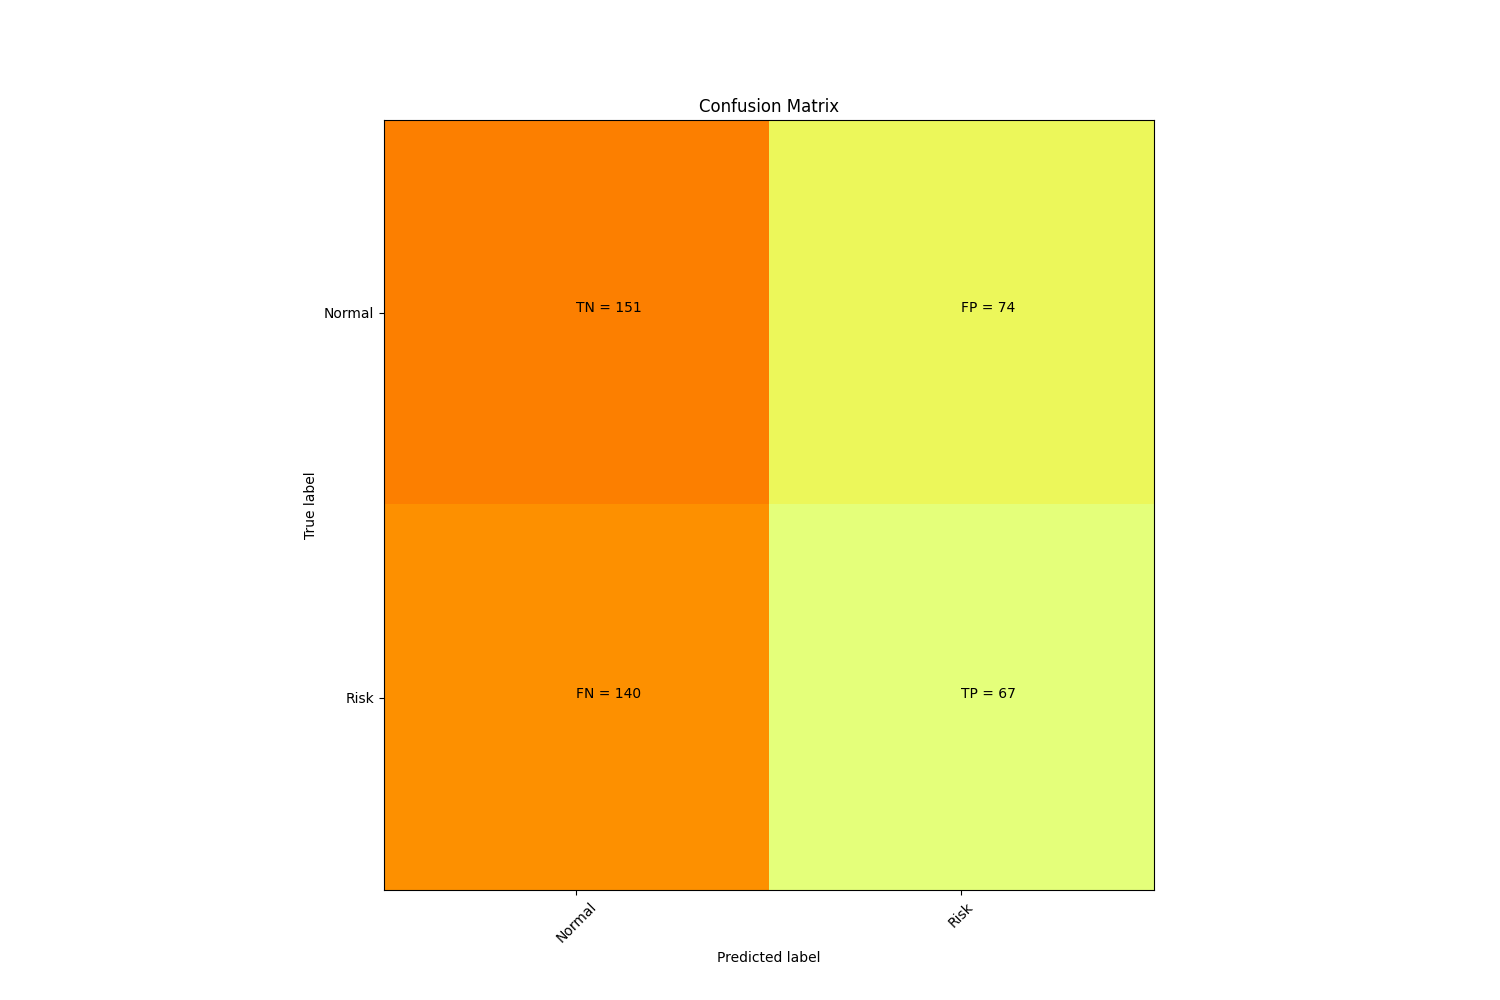 Confusion Matrix
TN = 151
FP = 74
Normal
True label
FN = 140
TP = 67
Risk
Normal
Risk
Predicted label